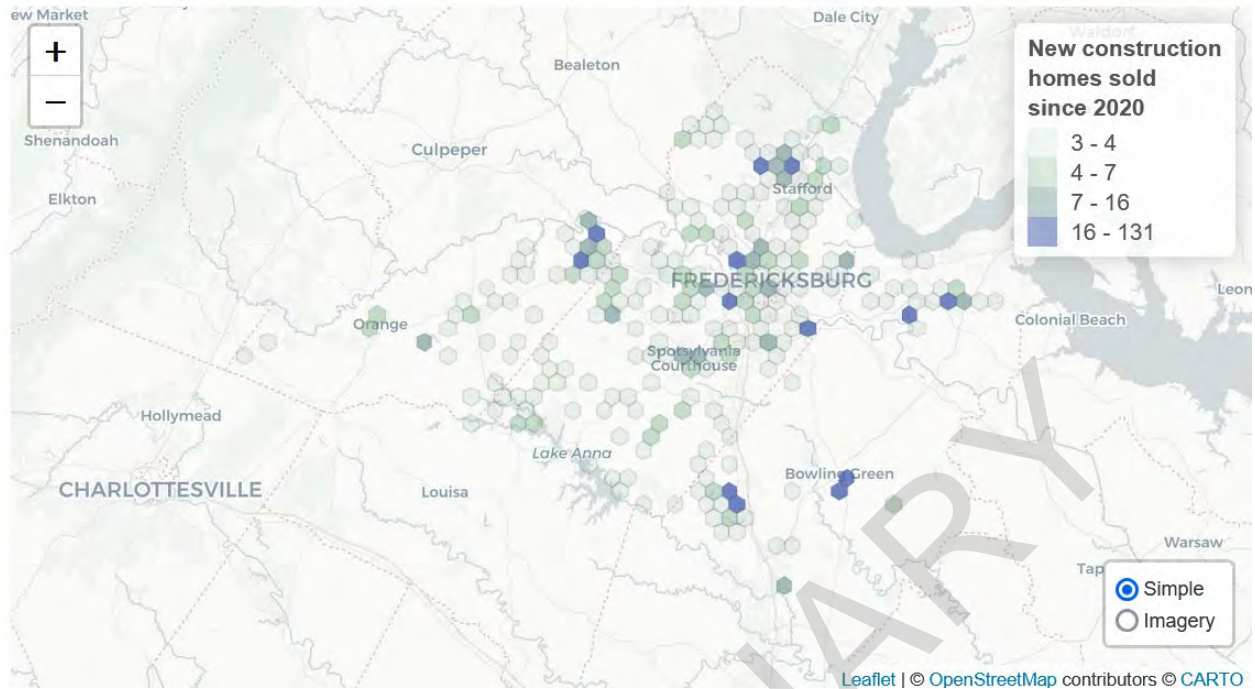 ew Market
Dale City
Waldorf
+
−
Bealeton
New construction
homes sold
since 2020
3 - 4
4 - 7
7 - 16
16 - 131
Shenandoah
Culpeper
Elkton
Stafford
FREDERICKSBURG
Leon
Orange
Colonial Beach
Spotsylvania
Courthouse
Hollymead
Lake Anna
Bowling Green
CHARLOTTESVILLE
Louisa
Warsaw
Tap
Simple
Imagery
IARY
Leaflet | © OpenStreetMap contributors © CARTO